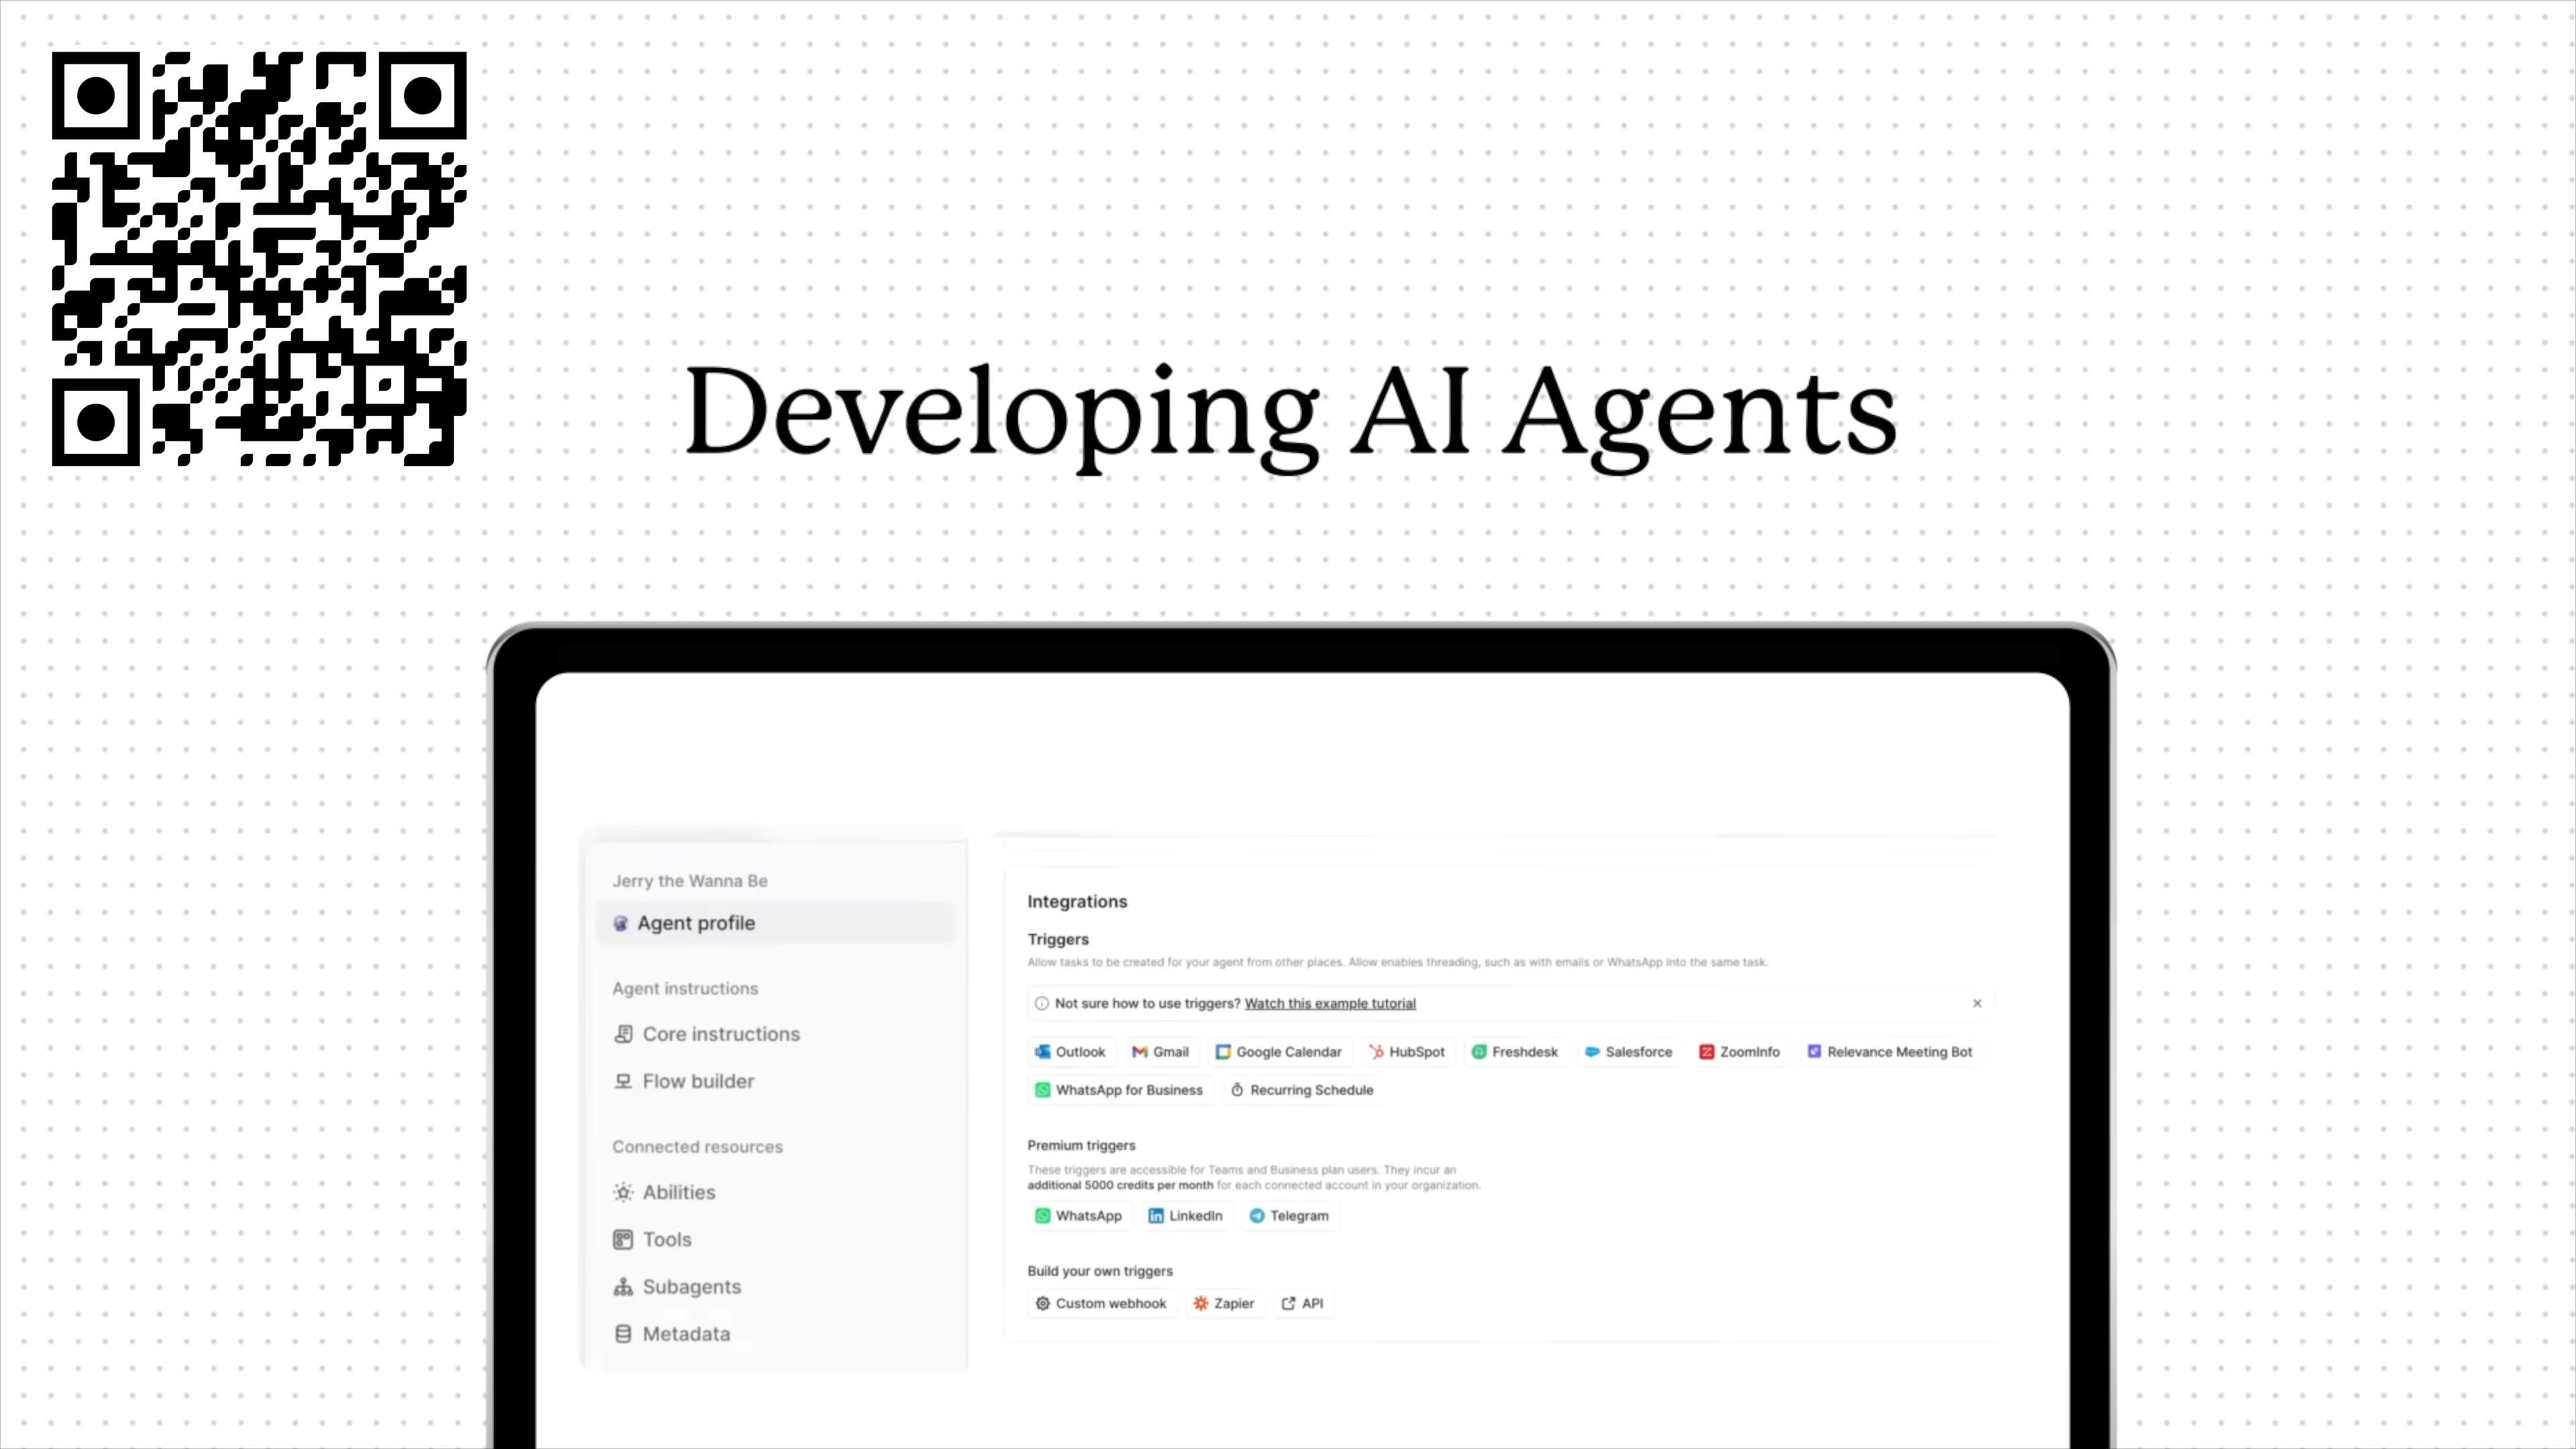 Developing AI Agents
Jerry the Wanna Be
Agent profile
Agent instructions
Core instructions
Flow builder
Connected resources
Abilities
Tools
Subagents
Metadata
Integrations
Triggers
Allow tasks to be created for your agent from other places. Allow enables threading, such as with emails or WhatsApp into the same task.
Not sure how to use triggers? Watch this example tutorial
Outlook Gmail Google Calendar HubSpot Freshdesk Salesforce ZoomInfo Relevance Meeting Bot
WhatsApp for Business Recurring Schedule
Premium triggers
These triggers are accessible for Teams and Business plan users. They incur an
additional 5000 credits per month for each connected account in your organization.
WhatsApp LinkedIn Telegram
Build your own triggers
Custom webhook Zapier API